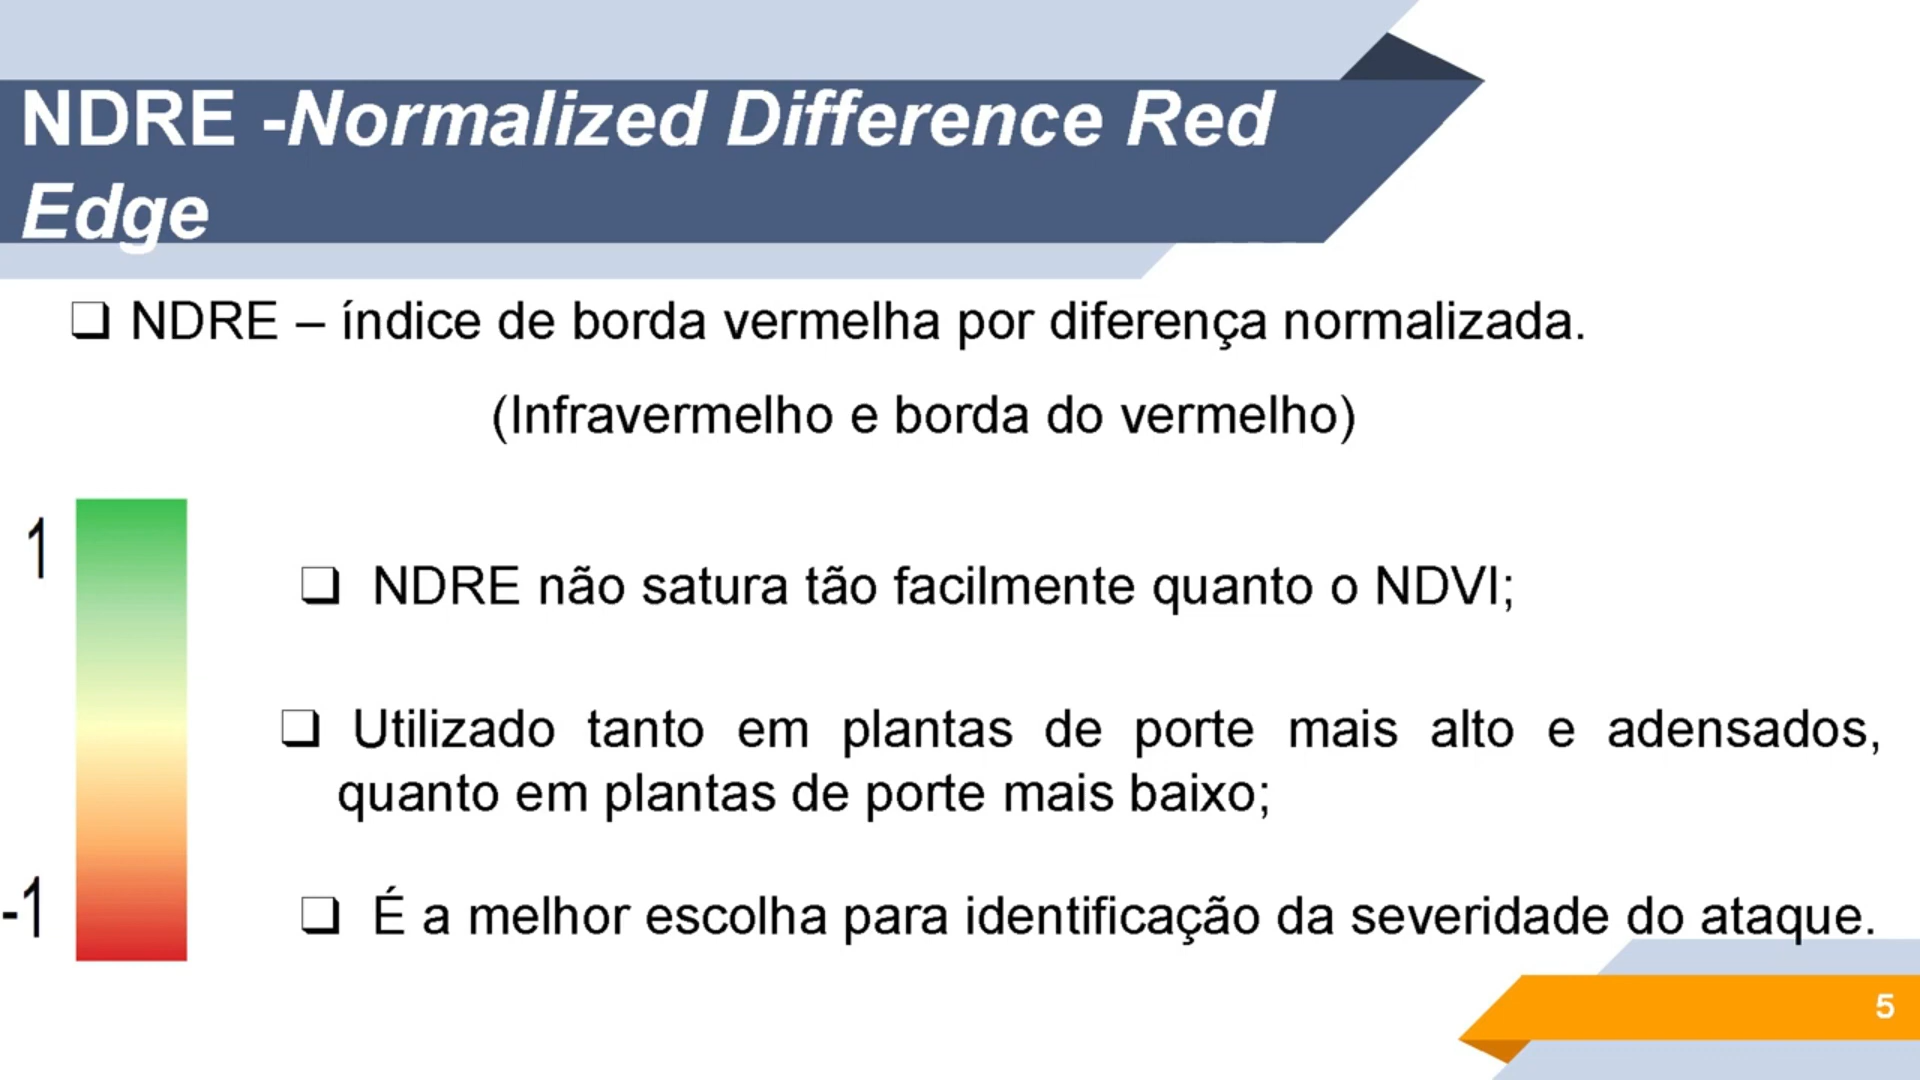 NDRE -Normalized Difference Red
Edge
❑ NDRE – índice de borda vermelha por diferença normalizada.
(Infravermelho e borda do vermelho)
1
❑ NDRE não satura tão facilmente quanto o NDVI;
❑ Utilizado tanto em plantas de porte mais alto e adensados,
quanto em plantas de porte mais baixo;
-1
❑ É a melhor escolha para identificação da severidade do ataque.
5